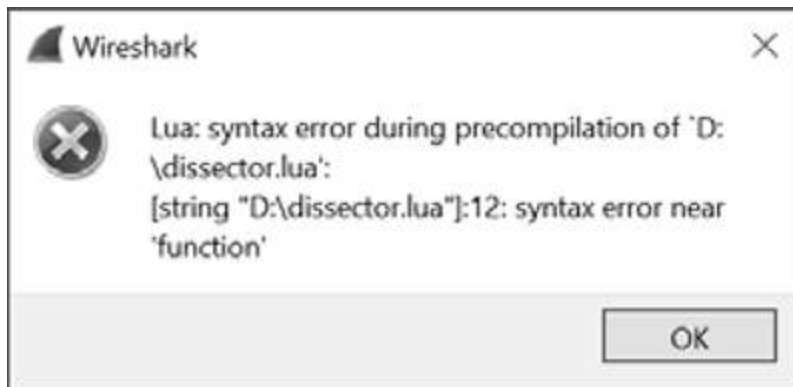 Wireshark
Lua: syntax error during precompilation of `D:
\dissector.lua':
[string "D:\dissector.lua"]:12: syntax error near
'function'
OK